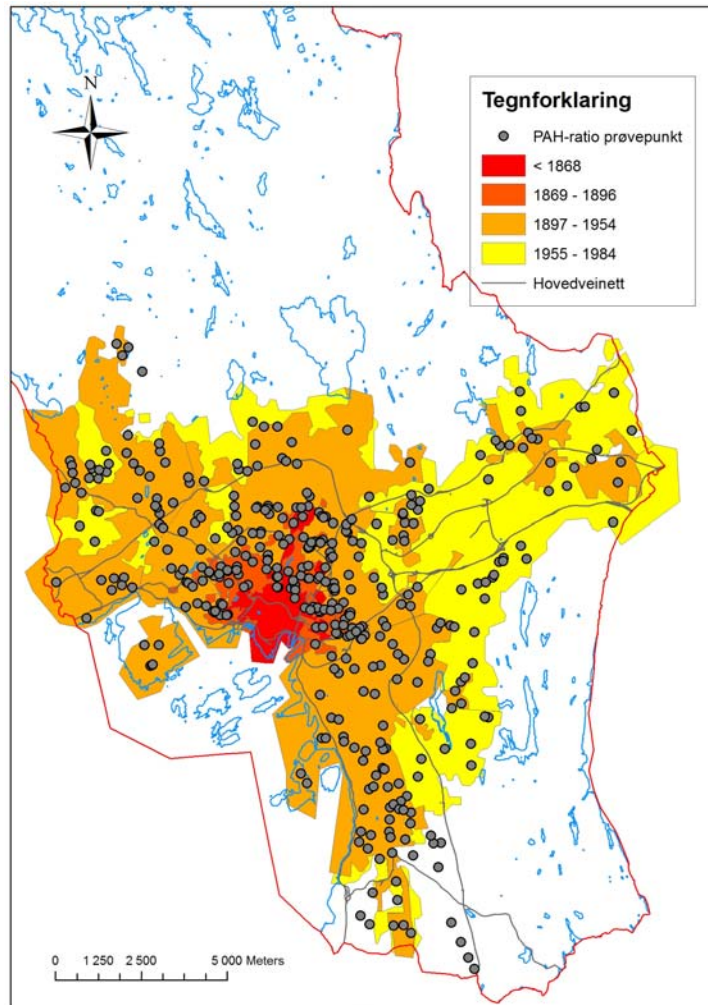 N
Tegnforklaring
PAH-ratio prøvepunkt
< 1868
1869 - 1896
1897 - 1954
1955 - 1984
Hovedveinett
0 1 250 2 500 5 000 Meters